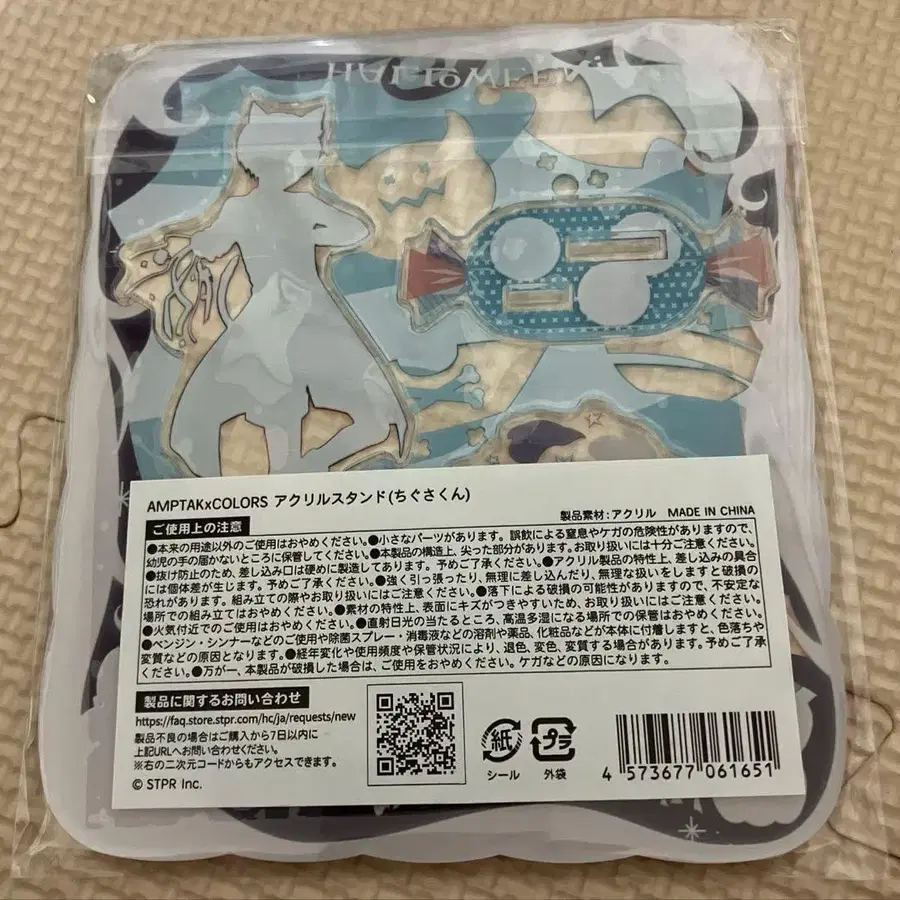 HALLOWEEN
AMPTAKxCOLORS アクリルスタンド(ちぐさくん)
製品素材:アクリル MADE IN CHINA
ご使用上の注意
●本来の用途以外のご使用はおやめください。●小さなパーツがあります。誤飲による窒息やケガの危険性がありますので、
幼児の手の届かないところに保管してください。●本製品の構造上、尖った部分があります。お取り扱いには十分ご注意ください。
●抜け防止のため、差し込み口は硬めに製造してあります。予めご了承ください。●アクリル製品の特性上、差し込みの具合
には個体差が生じます。予めご了承ください。●強く引っ張ったり、無理に差し込んだり、無理な扱いをしますと破損の
恐れがあります。組み立ての際やお取り扱いにはご注意ください。●落下による破損の可能性がありますので、不安定な
場所での組み立てはおやめください。●素材の特性上、表面にキズがつきやすいため、お取り扱いにはご注意ください。
●火気付近でのご使用はおやめください。●直射日光の当たるところ、高温多湿になる場所での保管はおやめください。
●ベンジン・シンナーなどのご使用や除菌スプレー・消毒液などの溶剤や薬品、化粧品などが本体に付着しますと、色落ちや
変質などの原因となります。●経年変化や使用頻度や保管状況により、退色、変色、変質する場合があります。予めご了承
ください。●万が一、本製品が破損した場合は、ご使用をおやめください。ケガなどの原因になります。
製品に関するお問い合わせ
https://faq.store.stpr.com/hc/ja/requests/new
製品不良の場合はご購入から7日以内に
上記URLへお問い合わせください。
※右の二次元コードからもアクセスできます。
© STPR Inc.
紙
シール
プラ
外袋
4 573677 061651